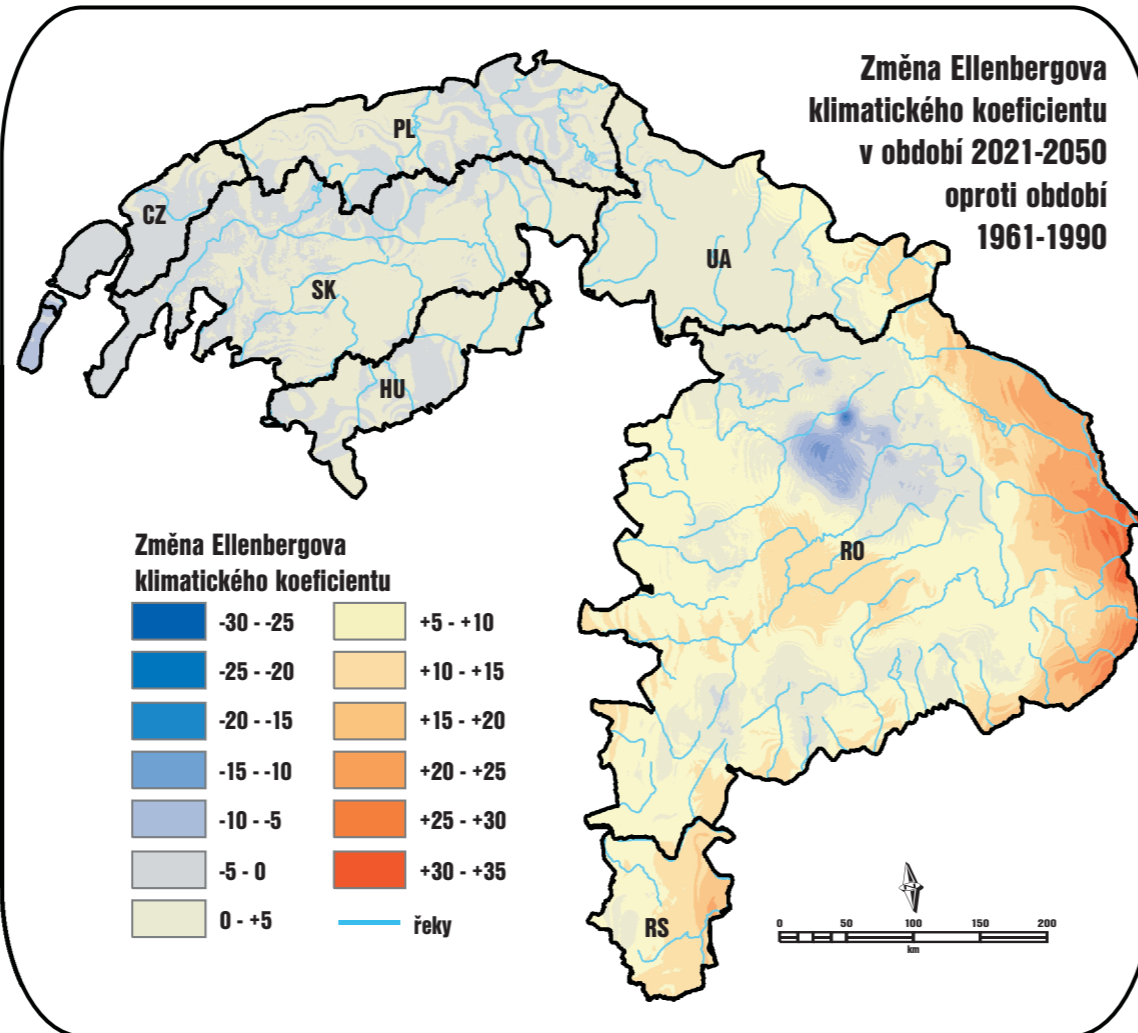 Změna Ellenbergova
klimatického koeficientu
v období 2021-2050
oproti období
1961-1990
PL
CZ
UA
SK
HU
RO
RS
Změna Ellenbergova
klimatického koeficientu
-30 - -25
-25 - -20
-20 - -15
-15 - -10
-10 - -5
-5 - 0
0 - +5
+5 - +10
+10 - +15
+15 - +20
+20 - +25
+25 - +30
+30 - +35
řeky
0 50 100 150 200
km